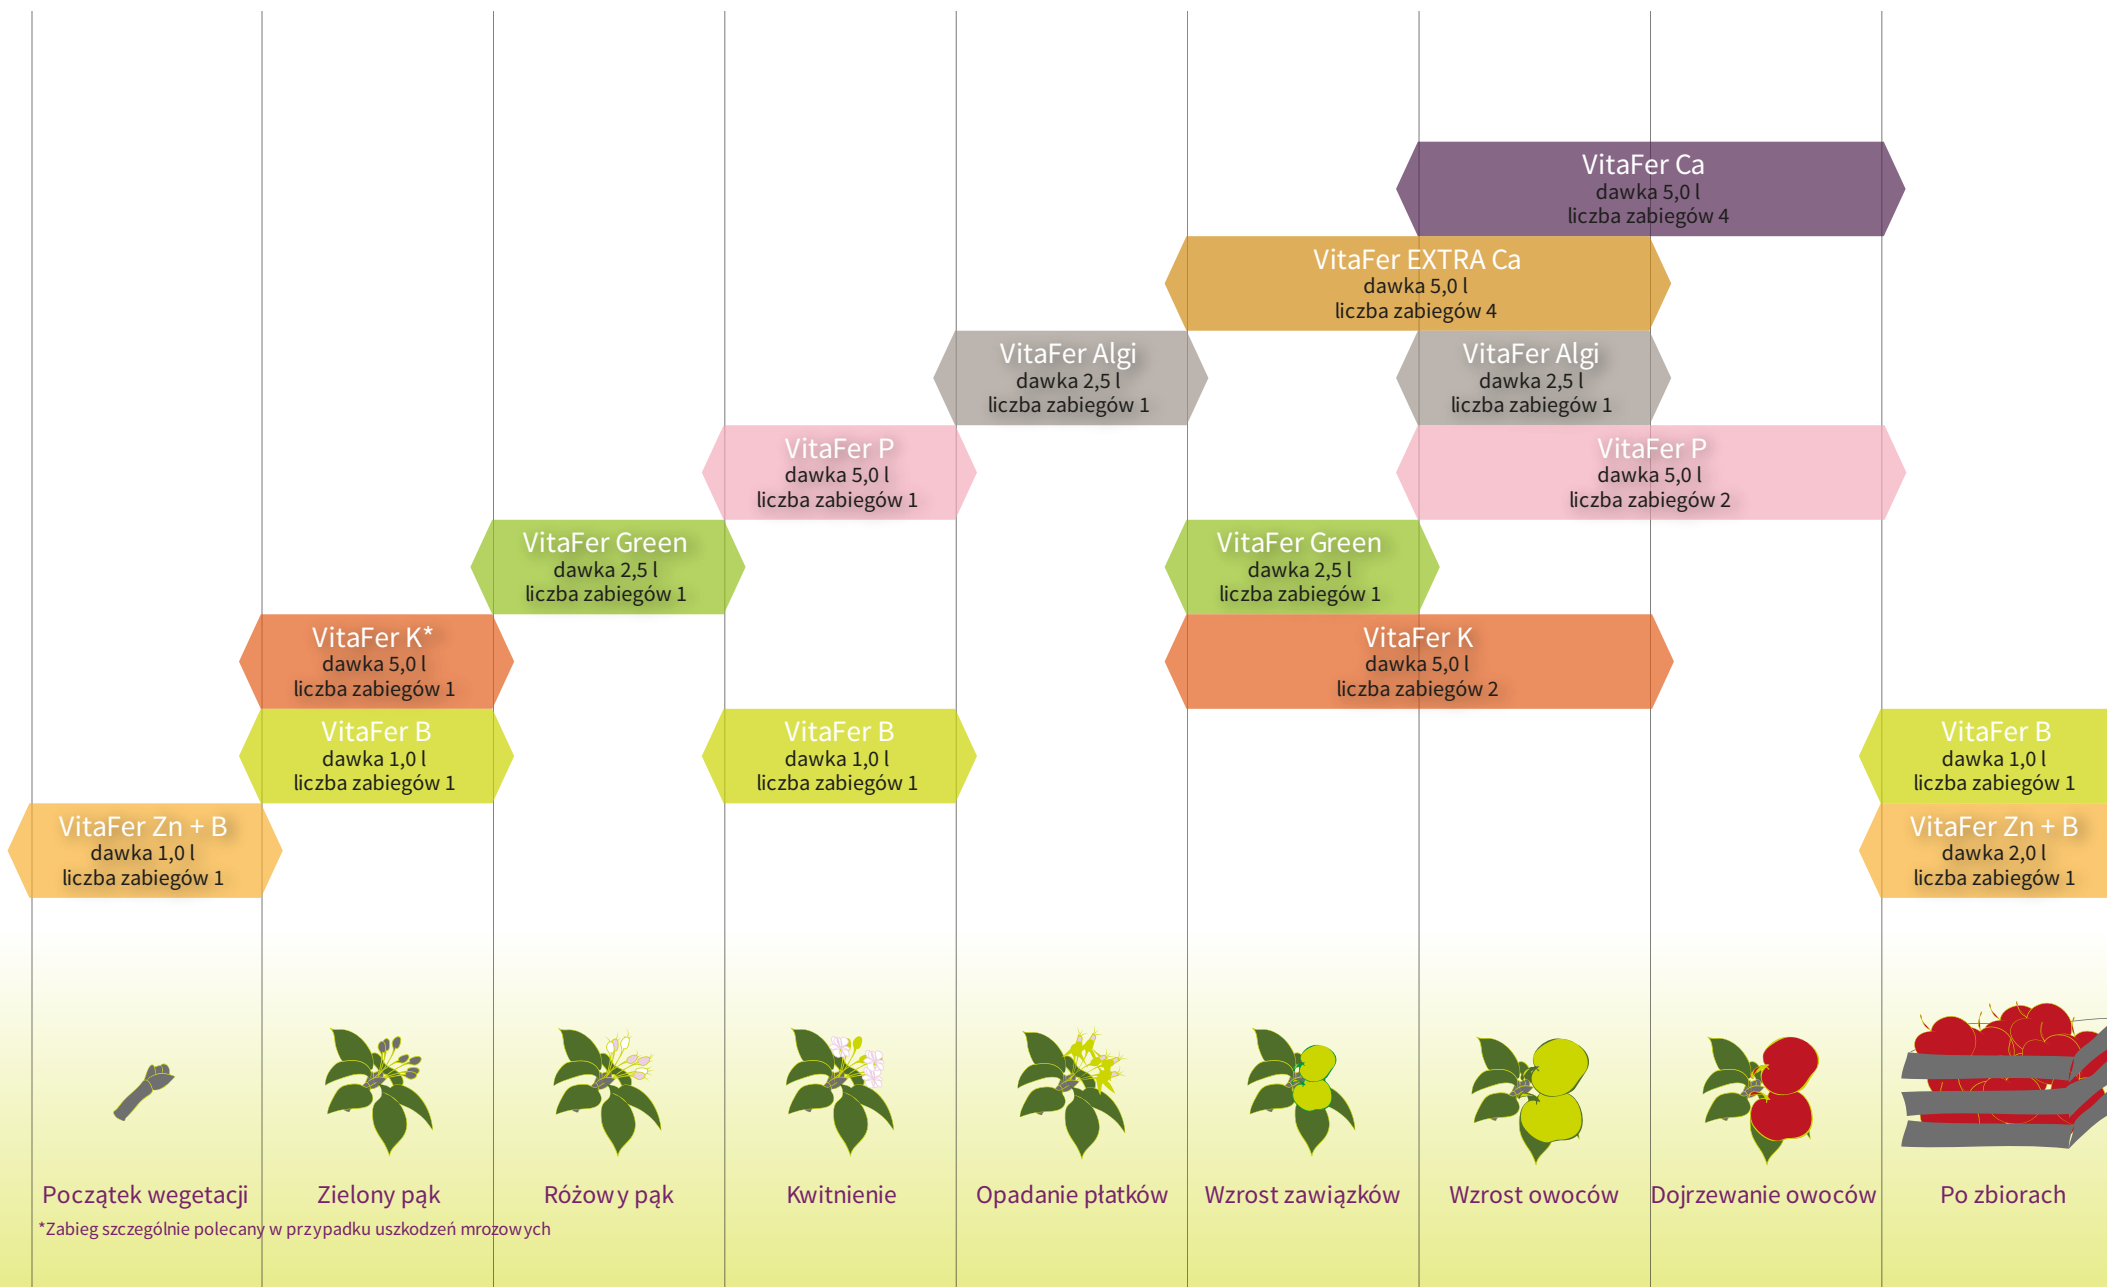 VitaFer Ca
dawka 5,0 l
liczba zabiegów 4
VitaFer EXTRA Ca
dawka 5,0 l
liczba zabiegów 4
VitaFer Algi
dawka 2,5 l
liczba zabiegów 1
VitaFer Algi
dawka 2,5 l
liczba zabiegów 1
VitaFer P
dawka 5,0 l
liczba zabiegów 1
VitaFer P
dawka 5,0 l
liczba zabiegów 2
VitaFer Green
dawka 2,5 l
liczba zabiegów 1
VitaFer Green
dawka 2,5 l
liczba zabiegów 1
VitaFer K*
dawka 5,0 l
liczba zabiegów 1
VitaFer K
dawka 5,0 l
liczba zabiegów 2
VitaFer B
dawka 1,0 l
liczba zabiegów 1
VitaFer B
dawka 1,0 l
liczba zabiegów 1
VitaFer B
dawka 1,0 l
liczba zabiegów 1
VitaFer Zn + B
dawka 1,0 l
liczba zabiegów 1
VitaFer Zn + B
dawka 2,0 l
liczba zabiegów 1
Początek wegetacji
Zielony pąk
Różowy pąk
Kwitnienie
Opadanie płatków
Wzrost zawiązków
Wzrost owoców
Dojrzewanie owoców
Po zbiorach
*Zabieg szczególnie polecany w przypadku uszkodzeń mrozowych